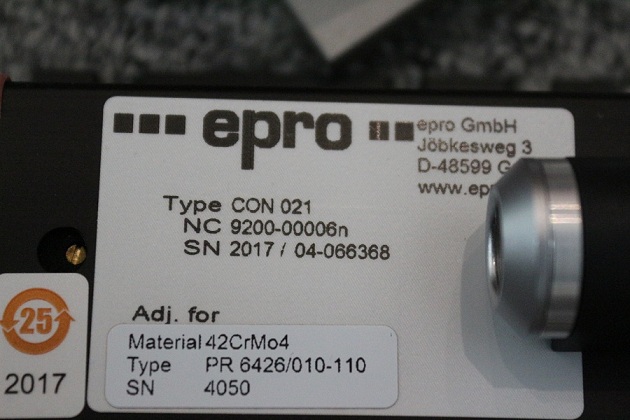 epro
epro GmbH
Jöbkesweg 3
D-48599
Type CON 021
NC 9200-00006n
SN 2017 / 04-066368
Adj. for
Material 42CrMo4
Type PR 6426/010-110
SN 4050
25
2017